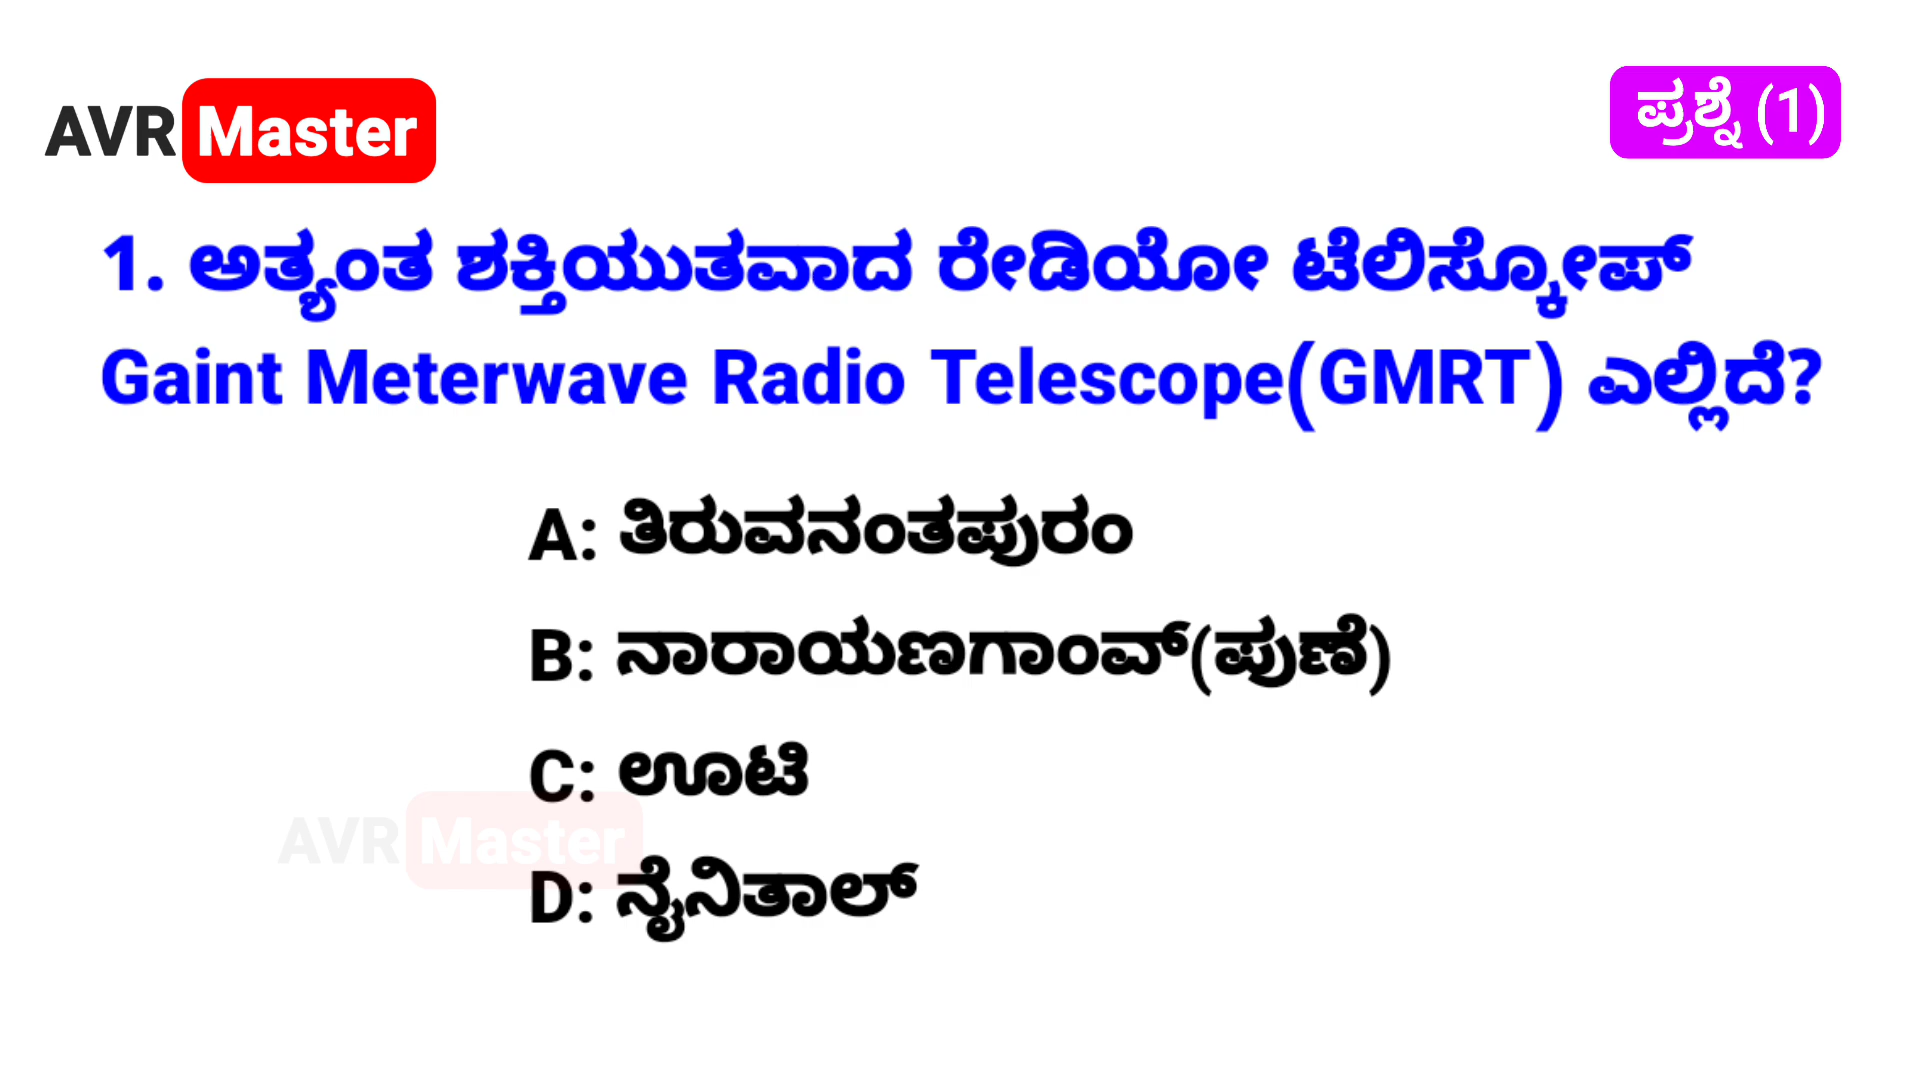 AVR Master
ಪ್ರಶ್ನೆ (1)
1. ಅತ್ಯಂತ ಶಕ್ತಿಯುತವಾದ ರೇಡಿಯೋ ಟೆಲಿಸ್ಕೋಪ್
Gaint Meterwave Radio Telescope(GMRT) ಎಲ್ಲಿದೆ?
A: ತಿರುವನಂತಪುರಂ
B: ನಾರಾಯಣಗಾಂವ್(ಪುಣೆ)
C: ಊಟಿ
AVR Master
D: ನೈನಿತಾಲ್